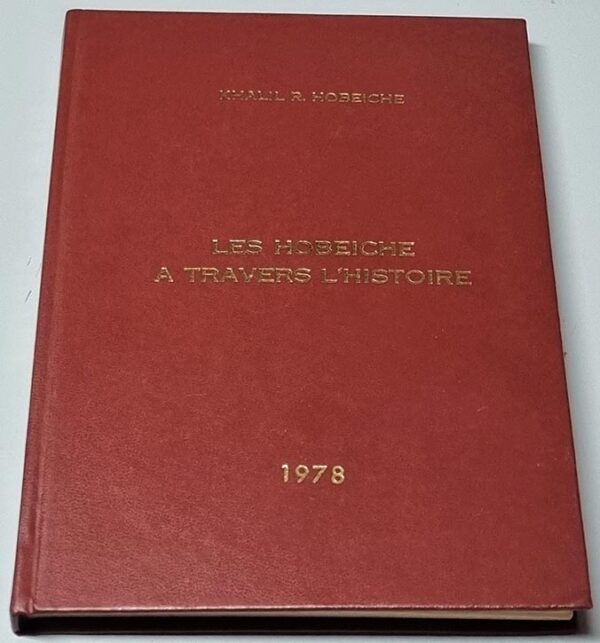 KHALIL R. HOBEICHE
LES HOBEICHE
A TRAVERS L'HISTOIRE
1978